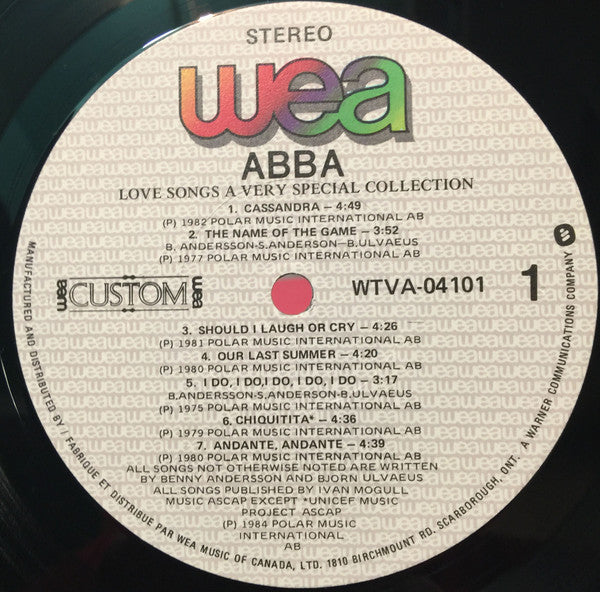 STEREO
wea
ABBA
LOVE SONGS A VERY SPECIAL COLLECTION
1. CASSANDRA – 4:49
(P) 1982 POLAR MUSIC INTERNATIONAL AB
2. THE NAME OF THE GAME – 3:52
B. ANDERSSON-S.ANDERSON–B.ULVAEUS
(P) 1977 POLAR MUSIC INTERNATIONAL AB
wea CUSTOM wea
WTVA-04101 1
3. SHOULD I LAUGH OR CRY – 4:26
(P) 1981 POLAR MUSIC INTERNATIONAL AB
4. OUR LAST SUMMER – 4:20
(P) 1980 POLAR MUSIC INTERNATIONAL AB
5. I DO, I DO,I DO, I DO, I DO – 3:17
B.ANDERSSON-S.ANDERSON-B.ULVAEUS
(P) 1975 POLAR MUSIC INTERNATIONAL AB
6. CHIQUITITA* – 4:36
(P) 1979 POLAR MUSIC INTERNATIONAL AB
7. ANDANTE, ANDANTE – 4:39
(P) 1980 POLAR MUSIC INTERNATIONAL AB
ALL SONGS NOT OTHERWISE NOTED ARE WRITTEN
BY BENNY ANDERSSON AND BJORN ULVAEUS
ALL SONGS PUBLISHED BY IVAN MOGULL
MUSIC ASCAP EXCEPT *UNICEF MUSIC
PROJECT ASCAP
(P) 1984 POLAR MUSIC
INTERNATIONAL
AB
MANUFACTURED AND DISTRIBUTED BY / FABRIQUE ET DISTRIBUE PAR WEA MUSIC OF CANADA, LTD. 1810 BIRCHMOUNT RD. SCARBOROUGH, ONT. A WARNER COMMUNICATIONS COMPANY